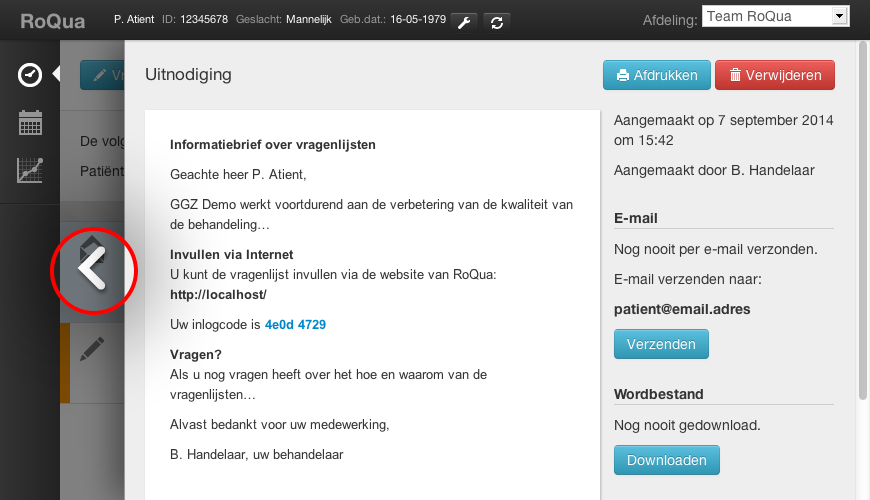 RoQua P. Atient ID: 12345678 Geslacht: Mannelijk Geb.dat.: 16-05-1979 Afdeling: Team RoQua
Uitnodiging
Afdrukken
Verwijderen
De volg
Patiënt
Informatiebrief over vragenlijsten
Geachte heer P. Atient,
GGZ Demo werkt voortdurend aan de verbetering van de kwaliteit van
de behandeling…
Invullen via Internet
U kunt de vragenlijst invullen via de website van RoQua:
http://localhost/
Uw inlogcode is 4e0d 4729
Vragen?
Als u nog vragen heeft over het hoe en waarom van de
vragenlijsten…
Alvast bedankt voor uw medewerking,
B. Handelaar, uw behandelaar
Aangemaakt op 7 september 2014
om 15:42
Aangemaakt door B. Handelaar
E-mail
Nog nooit per e-mail verzonden.
E-mail verzenden naar:
patient@email.adres
Verzenden
Wordbestand
Nog nooit gedownload.
Downloaden